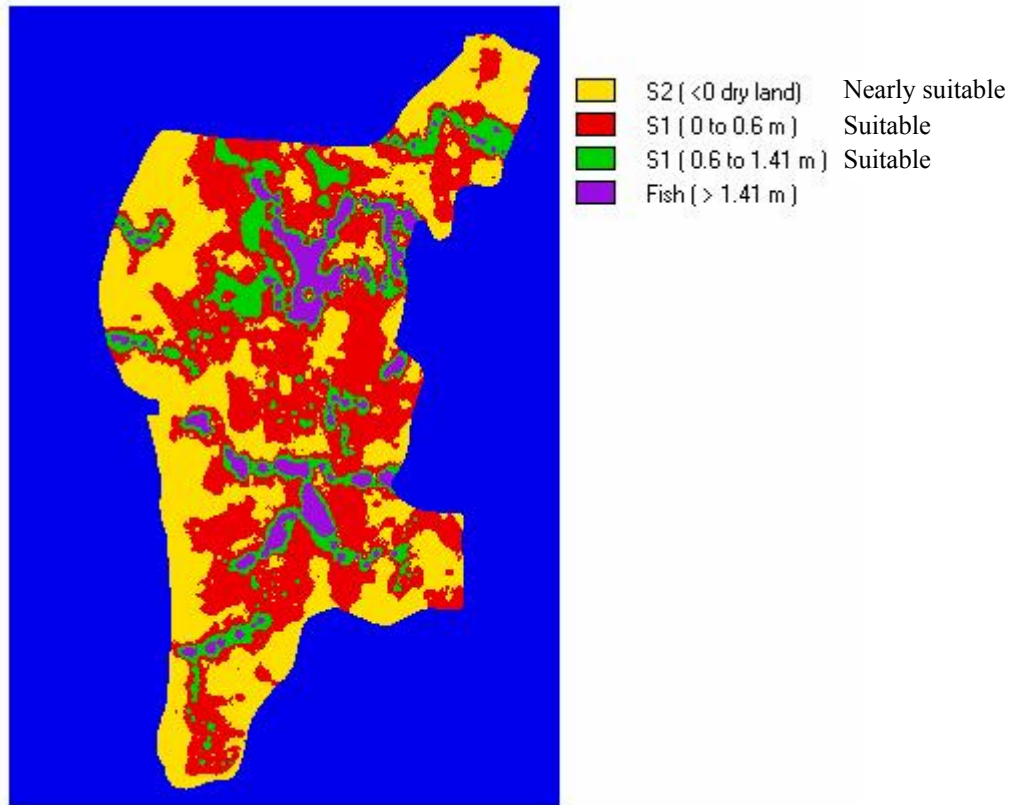 S2 ( <0 dry land) Nearly suitable
S1 ( 0 to 0.6 m ) Suitable
S1 ( 0.6 to 1.41 m ) Suitable
Fish ( > 1.41 m )